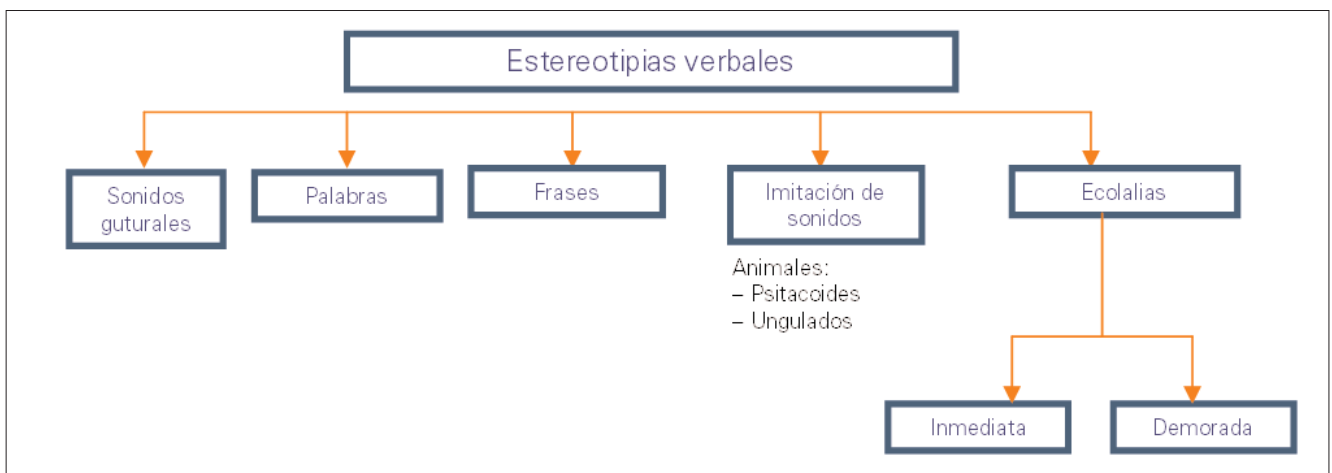 Estereotipias verbales
Sonidos
guturales
Palabras
Frases
Imitación de
sonidos
Ecolalias
Animales:
– Psitacoides
– Ungulados
Inmediata
Demorada